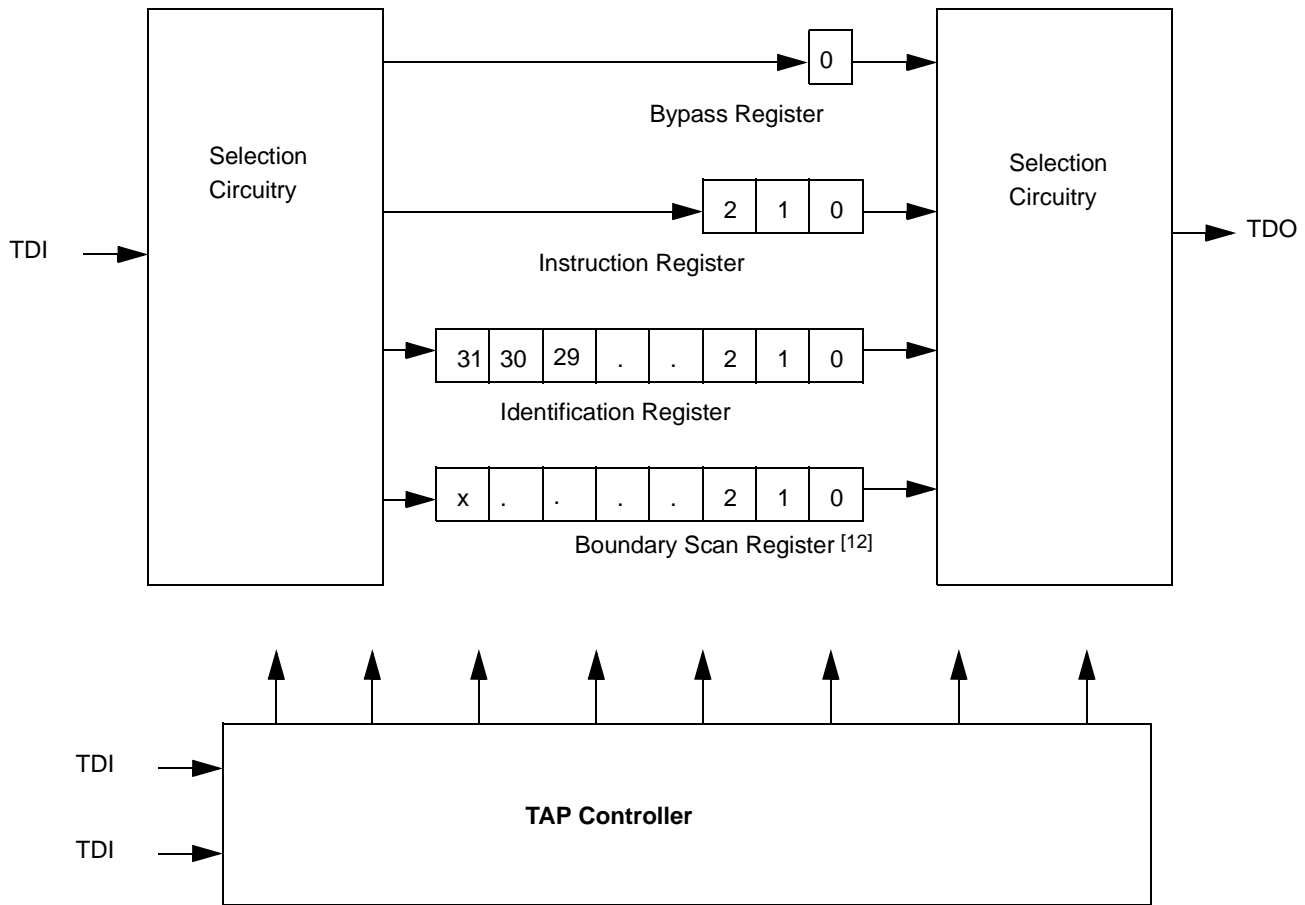 0
Bypass Register
Selection
Circuitry
Selection
Circuitry
2 1 0
TDI
TDO
Instruction Register
31 30 29 . . 2 1 0
Identification Register
x . . . . 2 1 0
Boundary Scan Register [12]
TDI
TAP Controller
TDI